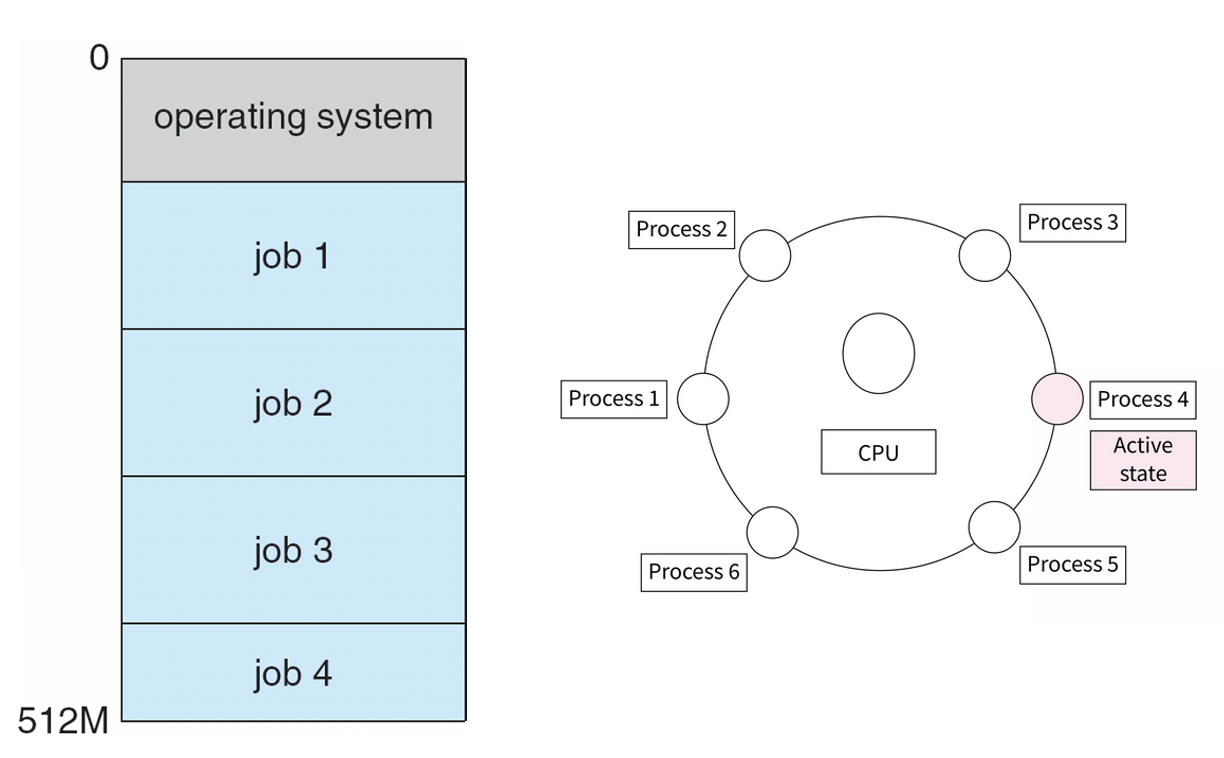 0
operating system
job 1
job 2
job 3
job 4
512M
Process 2
Process 3
Process 1
Process 4
Active
state
CPU
Process 6
Process 5